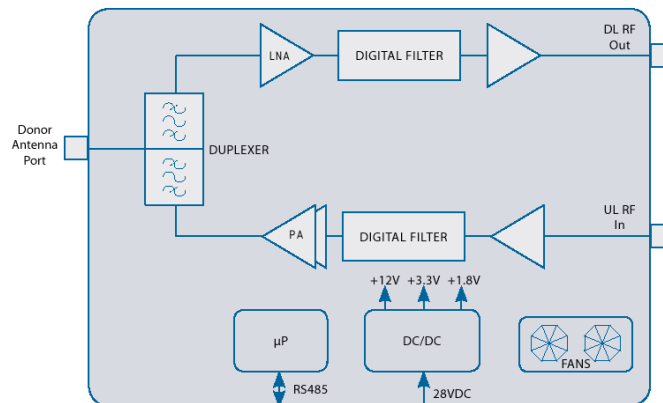 DL RF
Out
LNA
DIGITAL FILTER
Donor
Antenna
Port
DUPLEXER
UL RF
In
PA
DIGITAL FILTER
+12V
+3.3V
+1.8V
µP
DC/DC
FANS
RS485
28VDC